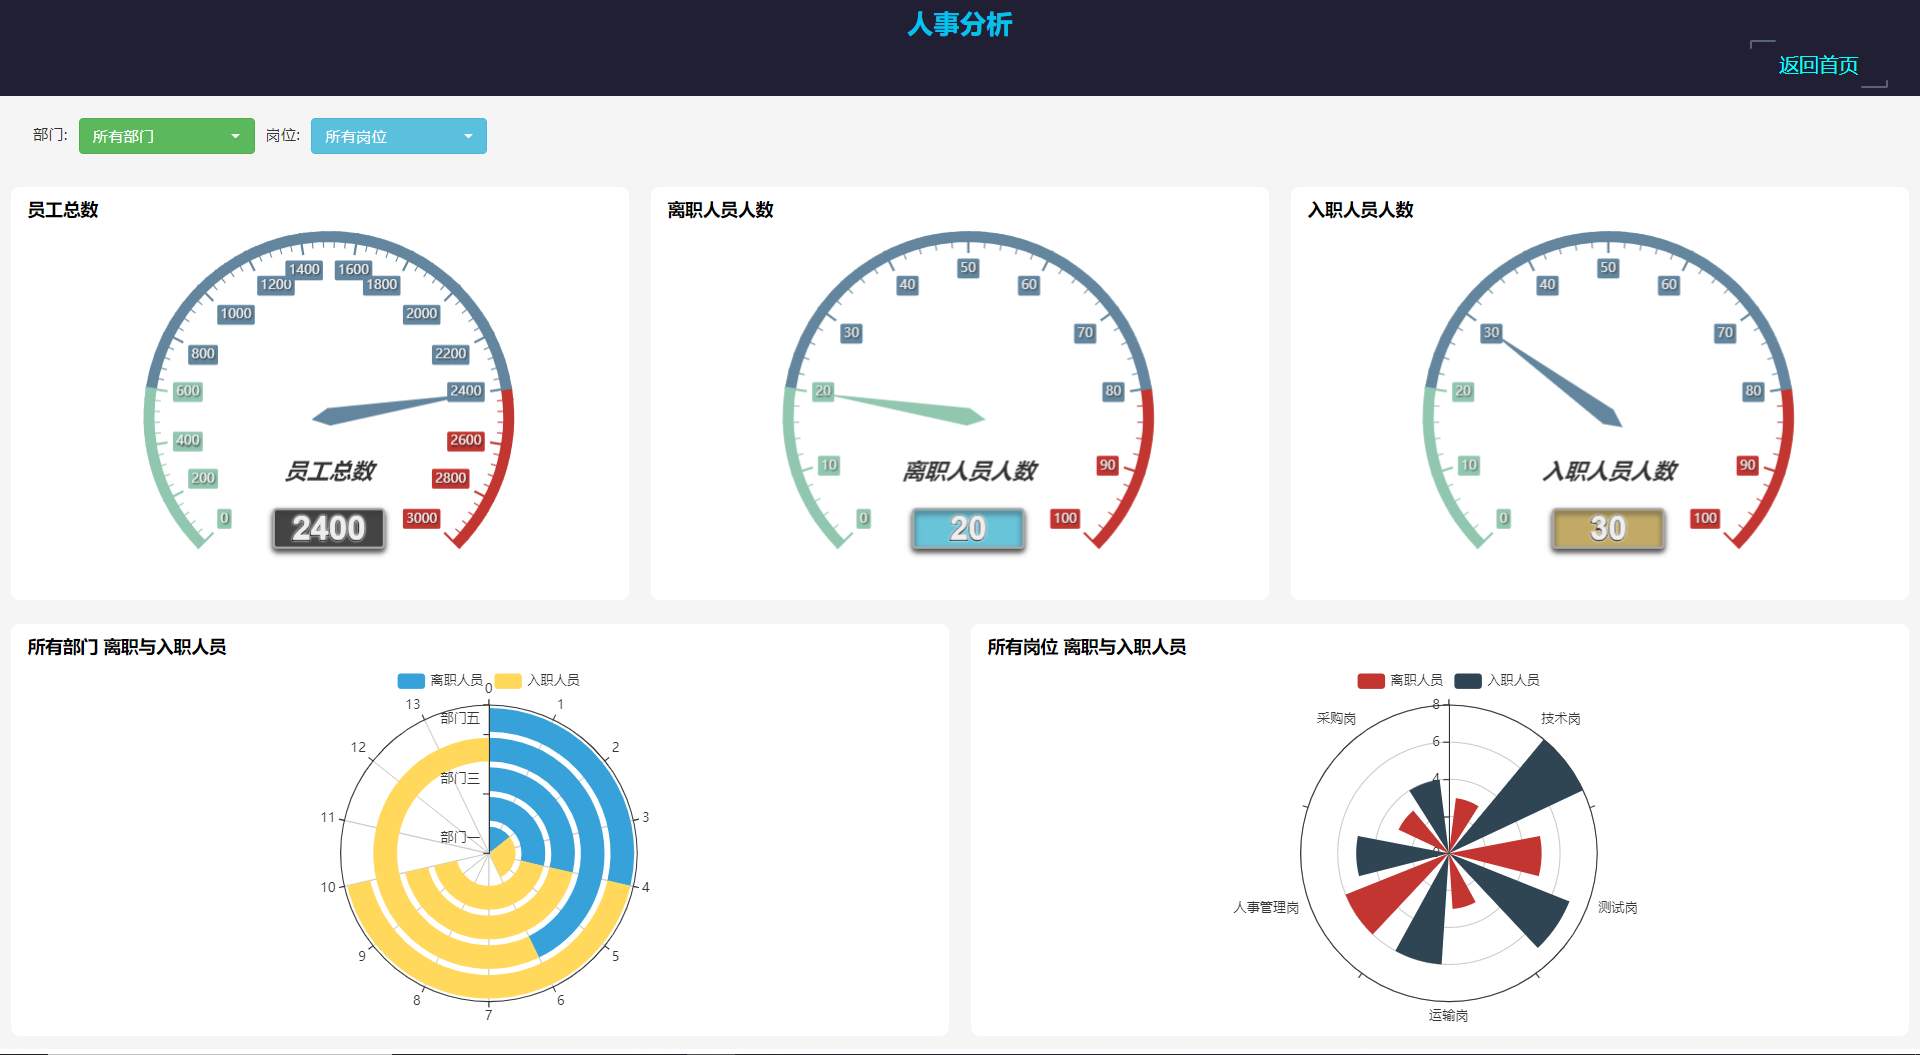 人事分析
返回首页
部门: 所有部门 岗位: 所有岗位
员工总数
0
200
400
600
800
1000
1200
1400
1600
1800
2000
2200
2400
2600
2800
3000
员工总数
2400
离职人员人数
0
10
20
30
40
50
60
70
80
90
100
离职人员人数
20
入职人员人数
0
10
20
30
40
50
60
70
80
90
100
入职人员人数
30
所有部门 离职与入职人员
离职人员 入职人员
0
1
2
3
4
5
6
7
8
9
10
11
12
13
部门五
部门三
部门一
所有岗位 离职与入职人员
离职人员 入职人员
8
6
4
技术岗
测试岗
运输岗
人事管理岗
采购岗